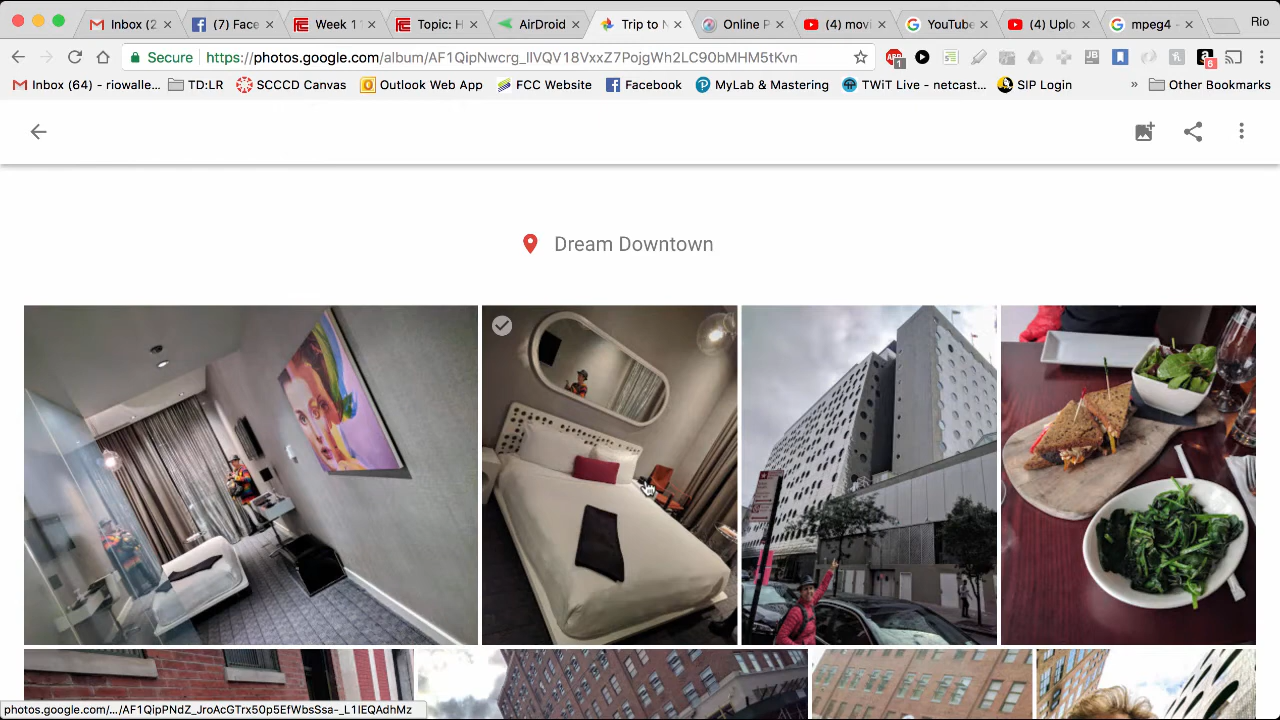 Inbox (2
(7) Face
Week 1
Topic: H
AirDroid
Trip to N
Online P
(4) movi
YouTube
(4) Uplo
mpeg4 -
Rio
Secure
https://photos.google.com/album/AF1QipNwcrg_lIVQV18VxxZ7PojgWh2LC90bMHM5tKvn
Inbox (64) - riowalle...
TD:LR
SCCCD Canvas
Outlook WebApp
FCC Website
Facebook
MyLab & Mastering
TWiT Live - netcast...
SIP Login
»
Other Bookmarks
Dream Downtown
photos.google.com/.../AF1QipPNdZ_JroAcGTrx50p5EfWbsSsa-_L1IEQAdhMz